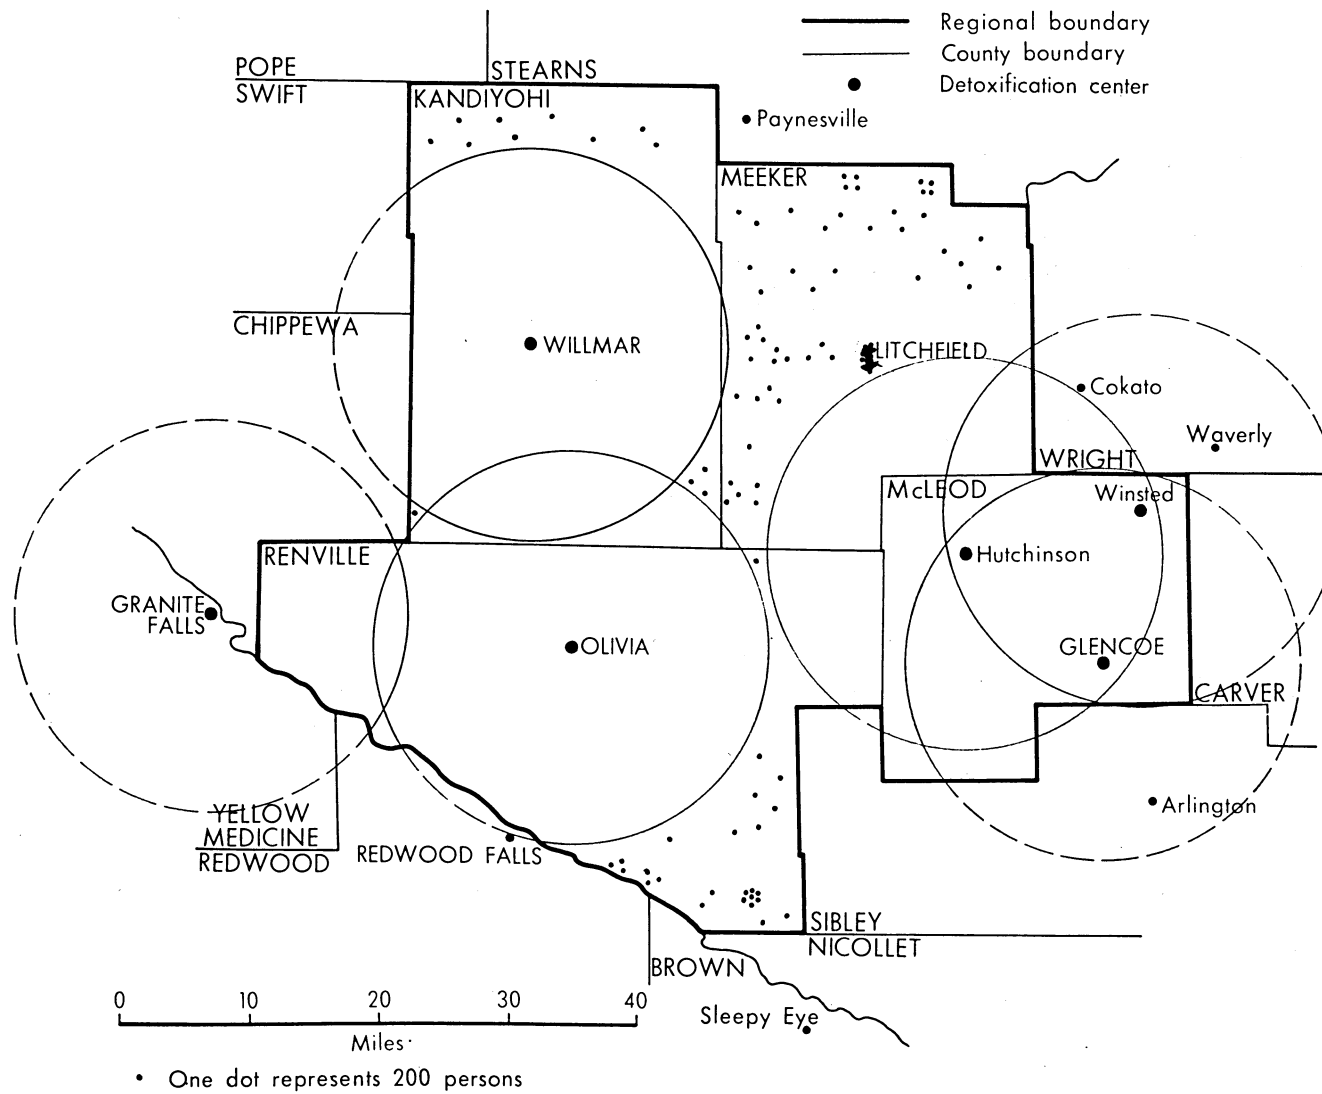 Regional boundary
County boundary
Detoxification center
POPE
SWIFT
STEARNS
KANDIYOHI
Paynesville
MEEKER
CHIPPEWA
WILLMAR
LITCHFIELD
Cokato
Waverly
WRIGHT
McLEOD
Winsted
RENVILLE
Hutchinson
GRANITE
FALLS
OLIVIA
GLENCOE
CARVER
YELLOW
MEDICINE
REDWOOD
REDWOOD FALLS
Arlington
SIBLEY
NICOLLET
BROWN
Sleepy Eye
0 10 20 30 40
Miles
One dot represents 200 persons